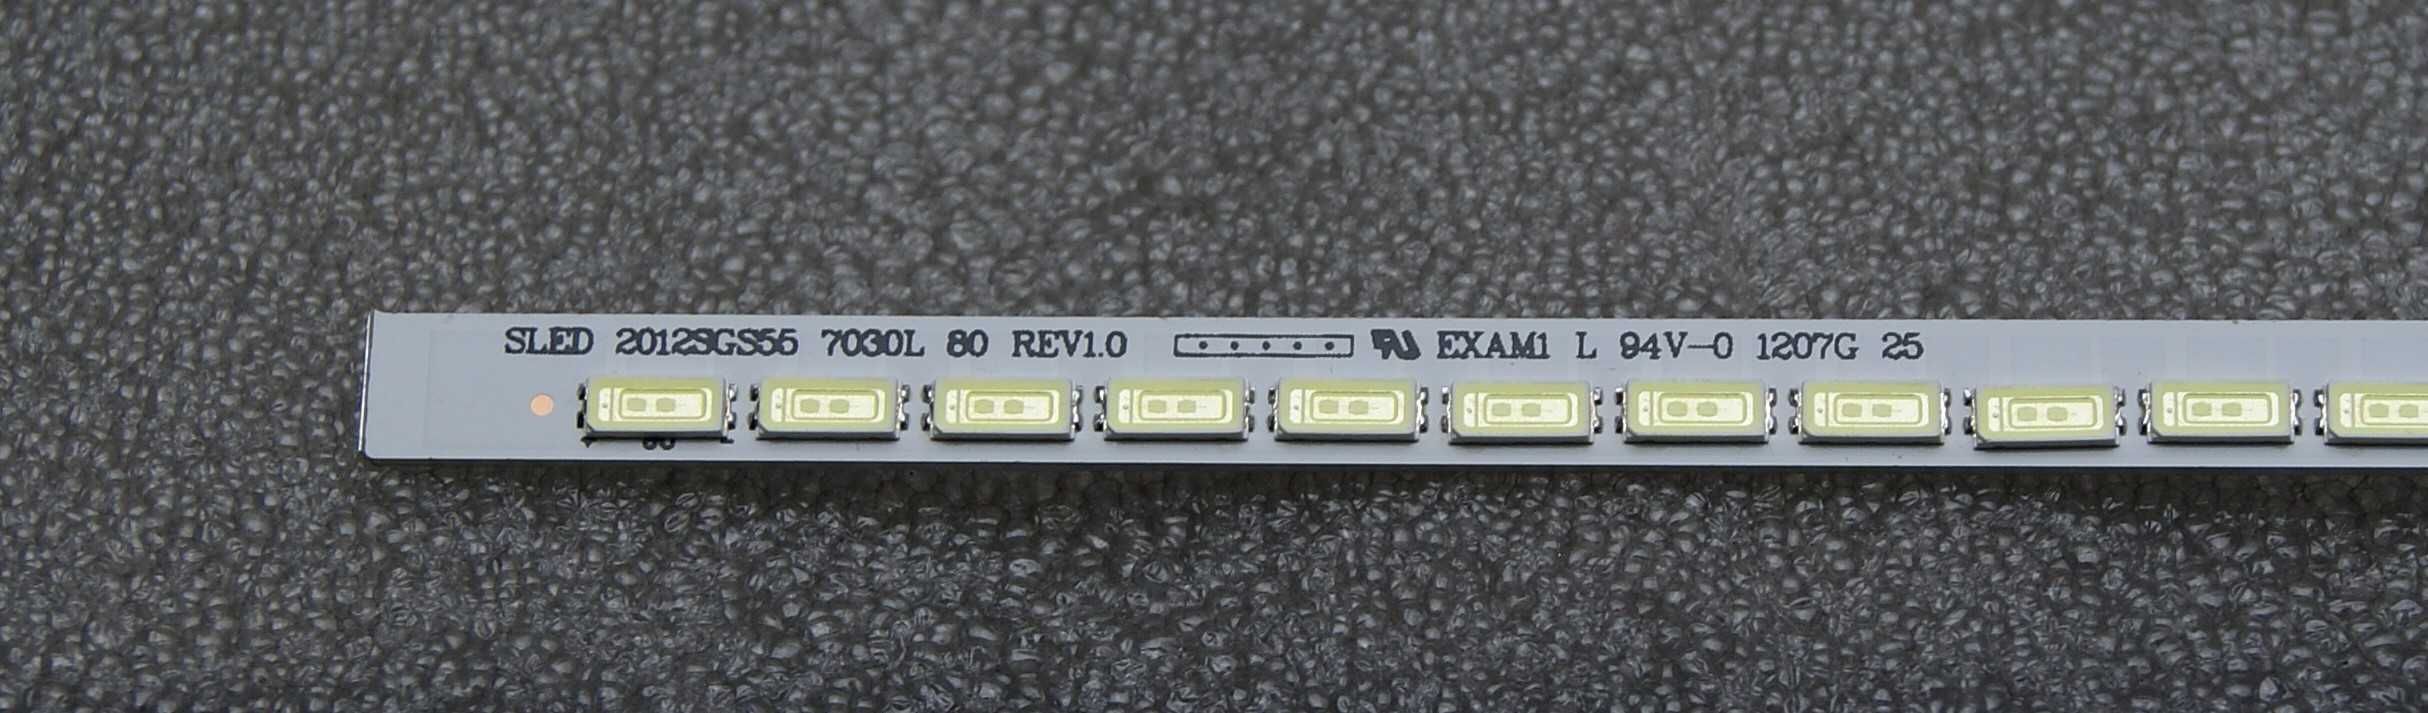 SLED 2012SGS55 7030L 80 REV1.0 EXAM1 L 94V-0 1207G 25